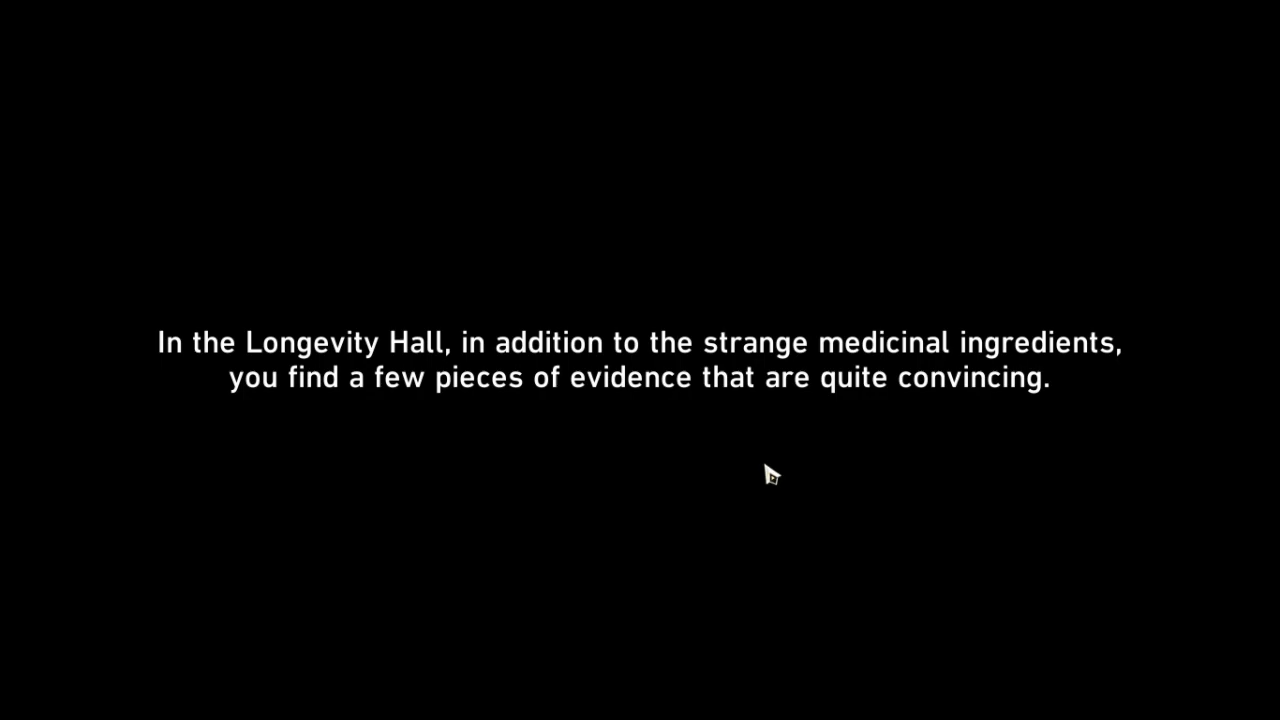 In the Longevity Hall, in addition to the strange medicinal ingredients,
you find a few pieces of evidence that are quite convincing.